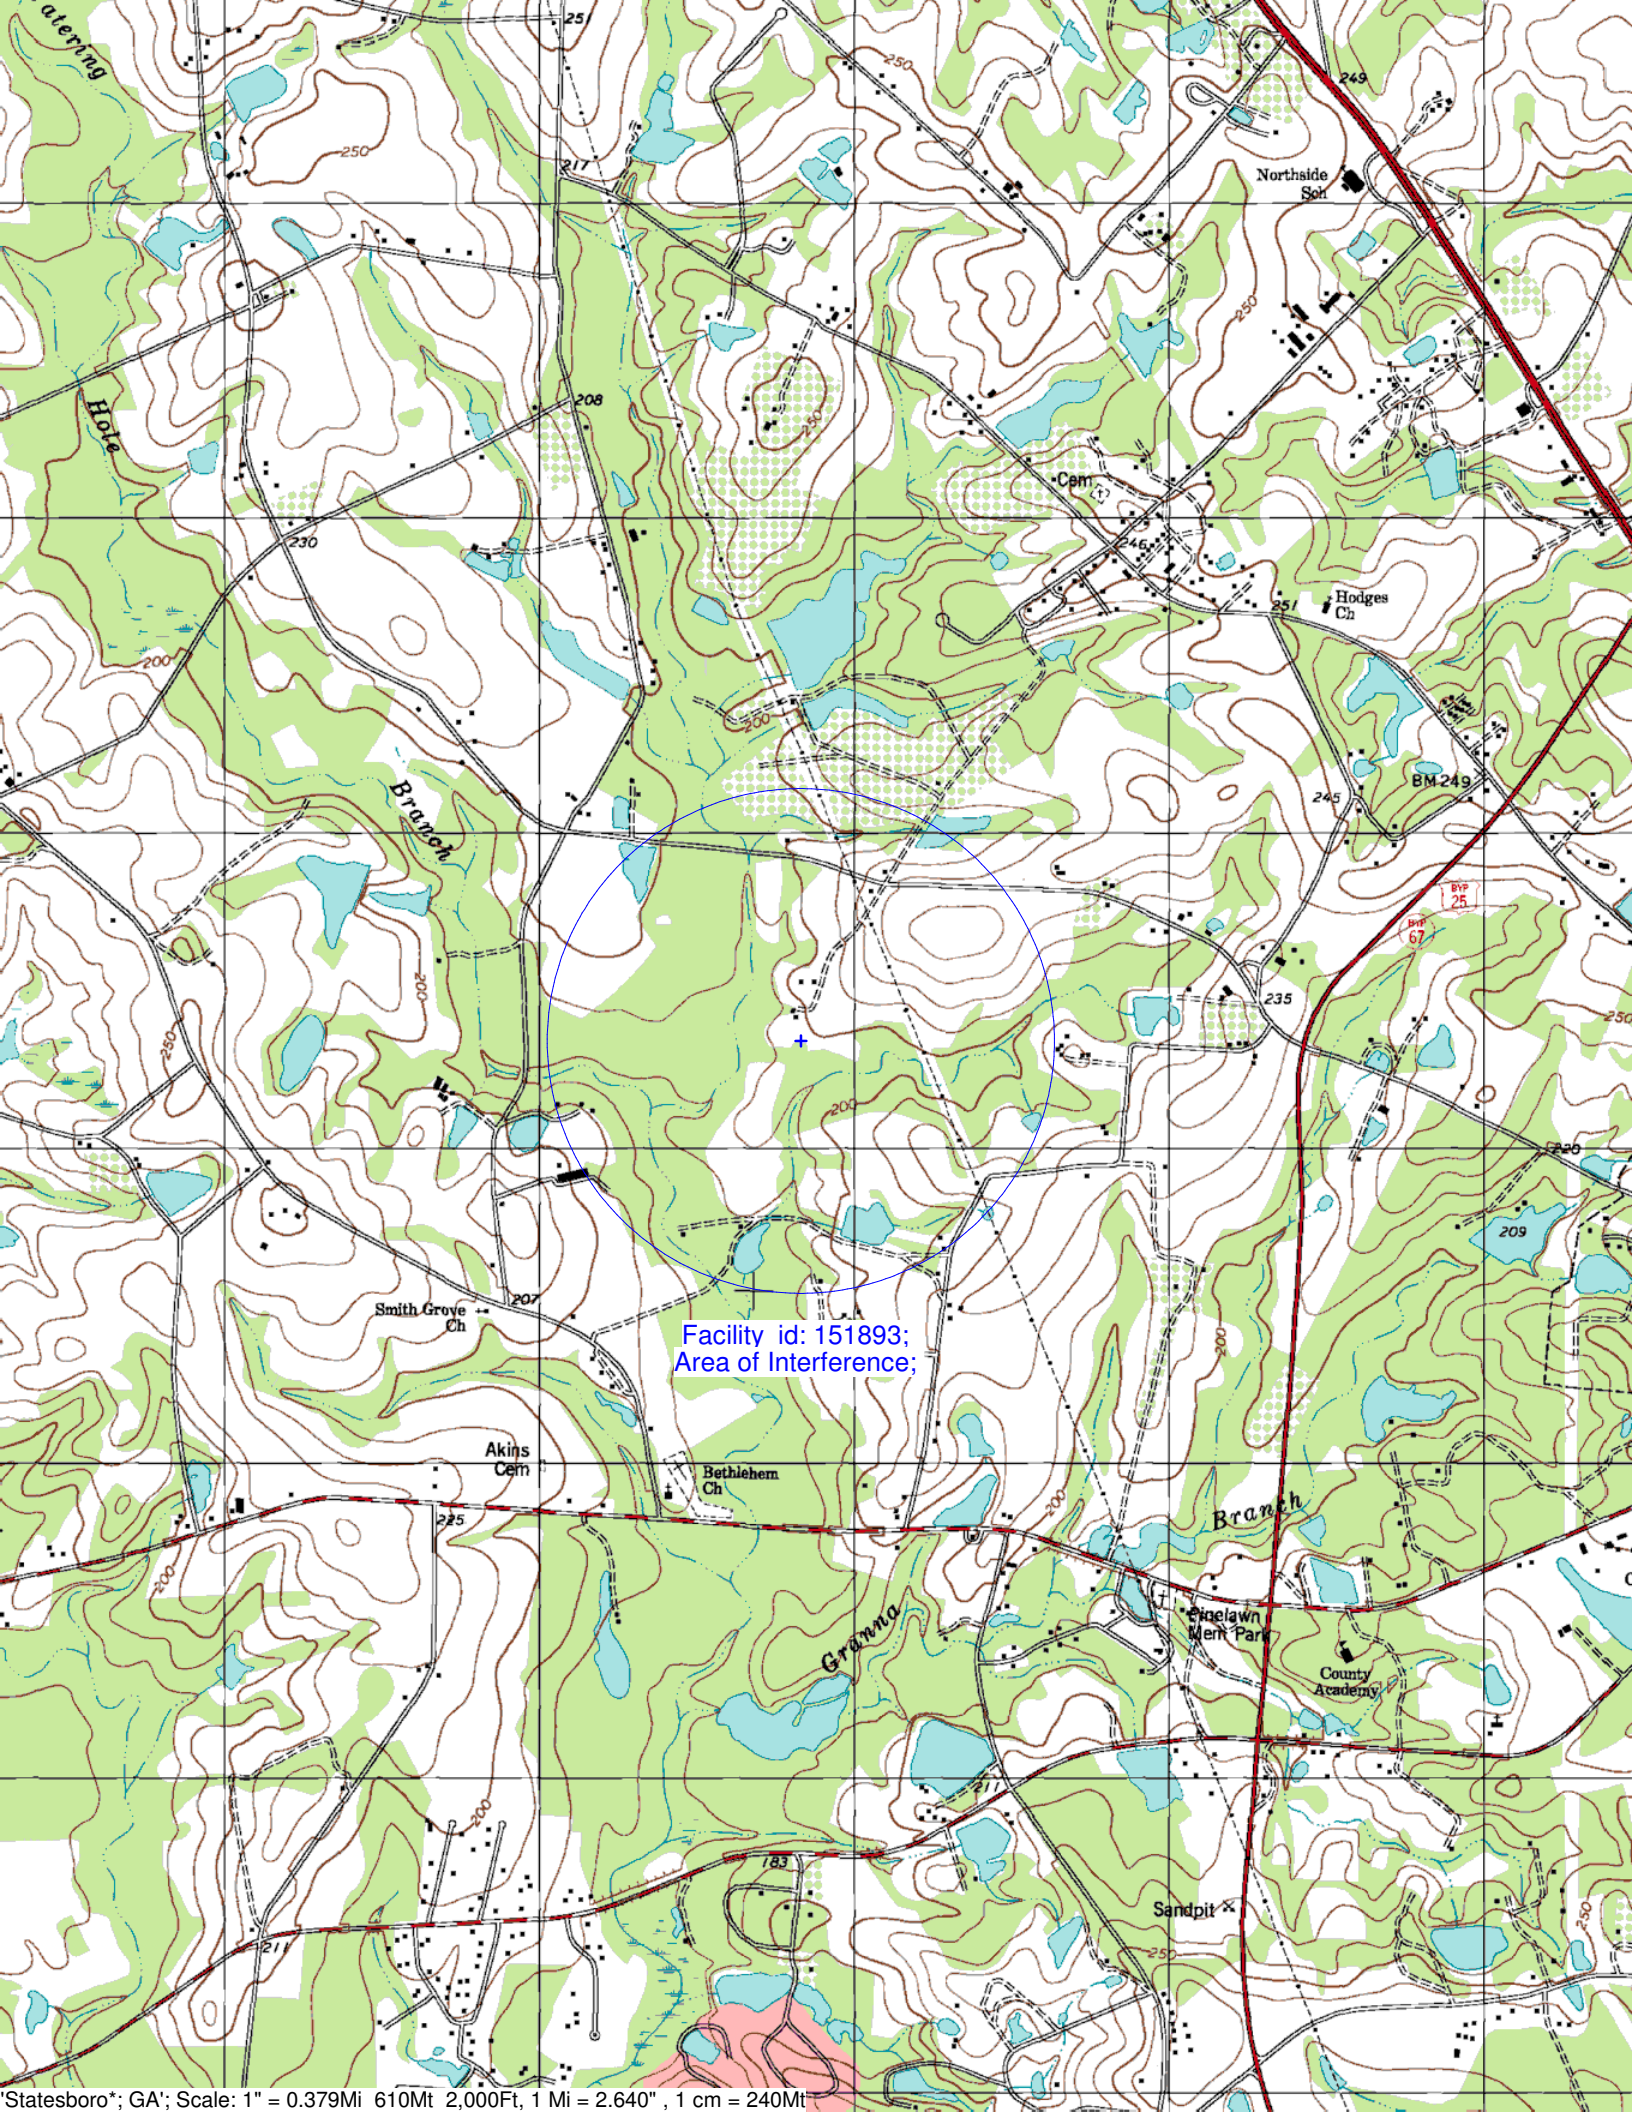 atering
251
250
249
250
217
Northside
Sch
250
208
250
Hole
Cem
230
246
251
Hodges
Ch
200
200
Branch
BM 249
245
BYP
25
BYP
67
200
235
250
250
200
220
209
Smith Grove
Ch
207
Facility id: 151893;
Area of Interference;
200
Akins
Cem
Bethlehem
Ch
225
200
Branch
200
Granna
Pinelawn
Mem Park
County
Academy
211
200
183
Sandpit
211
250
250
'Statesboro*; GA'; Scale: 1" = 0.379Mi 610Mt 2,000Ft, 1 Mi = 2.640" , 1 cm = 240Mt